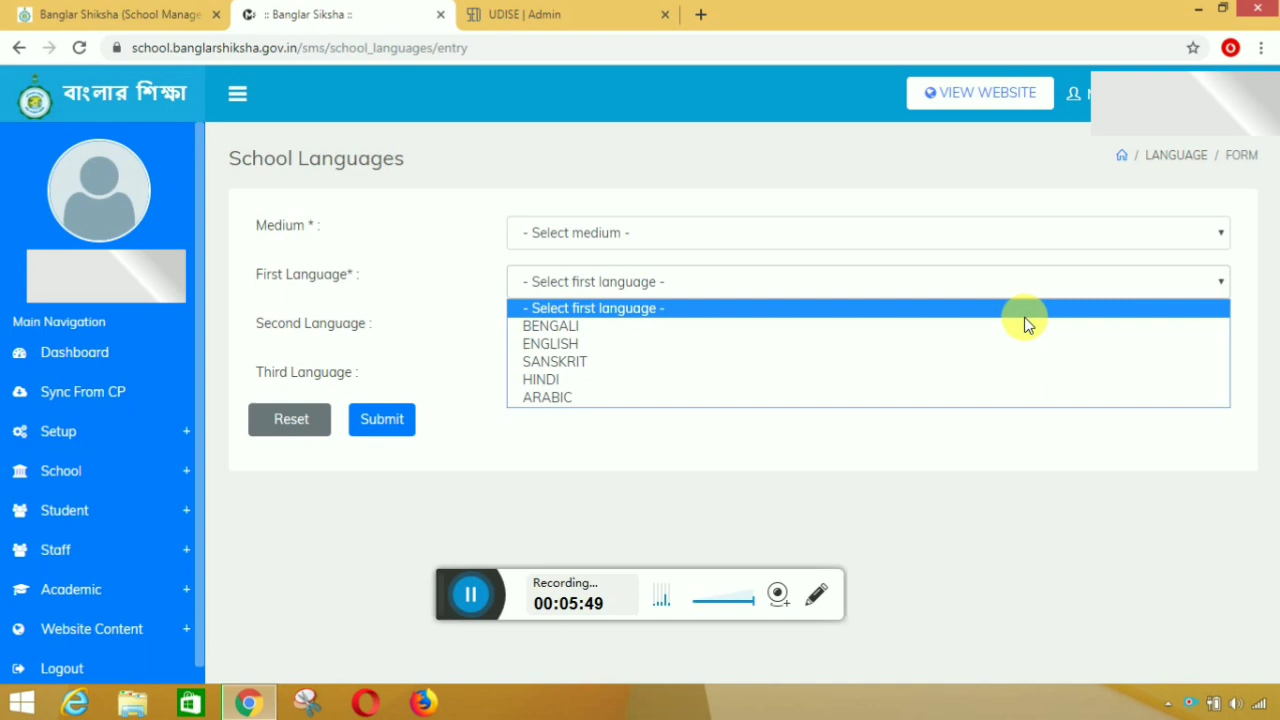 Banglar Shiksha (School Manage
:: Banglar Siksha ::
UDISE | Admin
school.banglarshiksha.gov.in/sms/school_languages/entry
বাংলার শিক্ষা
VIEW WEBSITE
School Languages
/ LANGUAGE / FORM
Medium * :
- Select medium -
First Language* :
- Select first language -
- Select first language -
BENGALI
ENGLISH
SANSKRIT
HINDI
ARABIC
Second Language :
Third Language :
Reset
Submit
Main Navigation
Dashboard
Sync From CP
Setup +
School +
Student +
Staff +
Academic +
Website Content +
Logout
Recording...
00:05:49